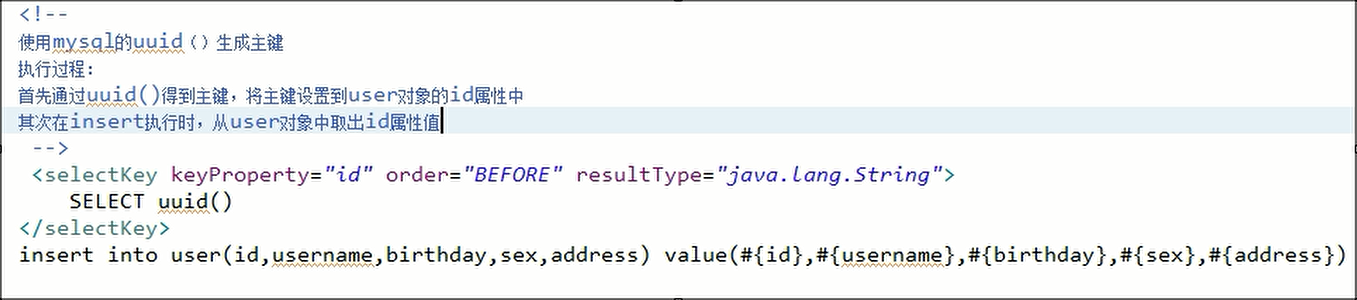 <!--
使用mysql的uuid（）生成主键
执行过程：
首先通过uuid()得到主键，将主键设置到user对象的id属性中
其次在insert执行时，从user对象中取出id属性值
-->
<selectKey keyProperty="id" order="BEFORE" resultType="java.lang.String">
SELECT uuid()
</selectKey>
insert into user(id,username,birthday,sex,address) value(#{id},#{username},#{birthday},#{sex},#{address})